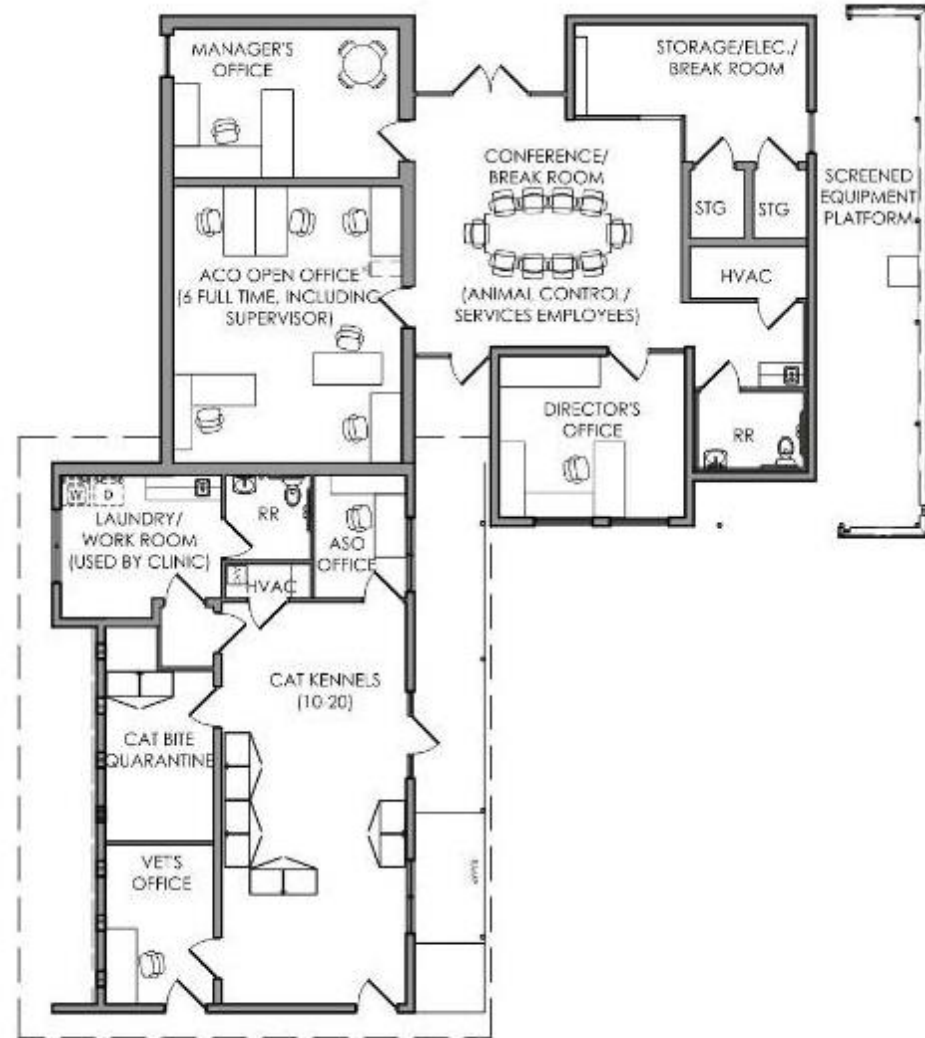 MANAGER'S
OFFICE
STORAGE/ELEC./
BREAK ROOM
CONFERENCE/
BREAK ROOM
SCREENED
EQUIPMENT
PLATFORM
STG
STG
ACO OPEN OFFICE
(6 FULL TIME, INCLUDING
SUPERVISOR)
HVAC
(ANIMAL CONTROL/
SERVICES EMPLOYEES)
DIRECTOR'S
OFFICE
RR
W
D
LAUNDRY/
WORK ROOM
(USED BY CLINIC)
RR
ASO
OFFICE
HVAC
CAT KENNELS
(10-20)
CAT BITE
QUARANTINE
VET'S
OFFICE
RAMP